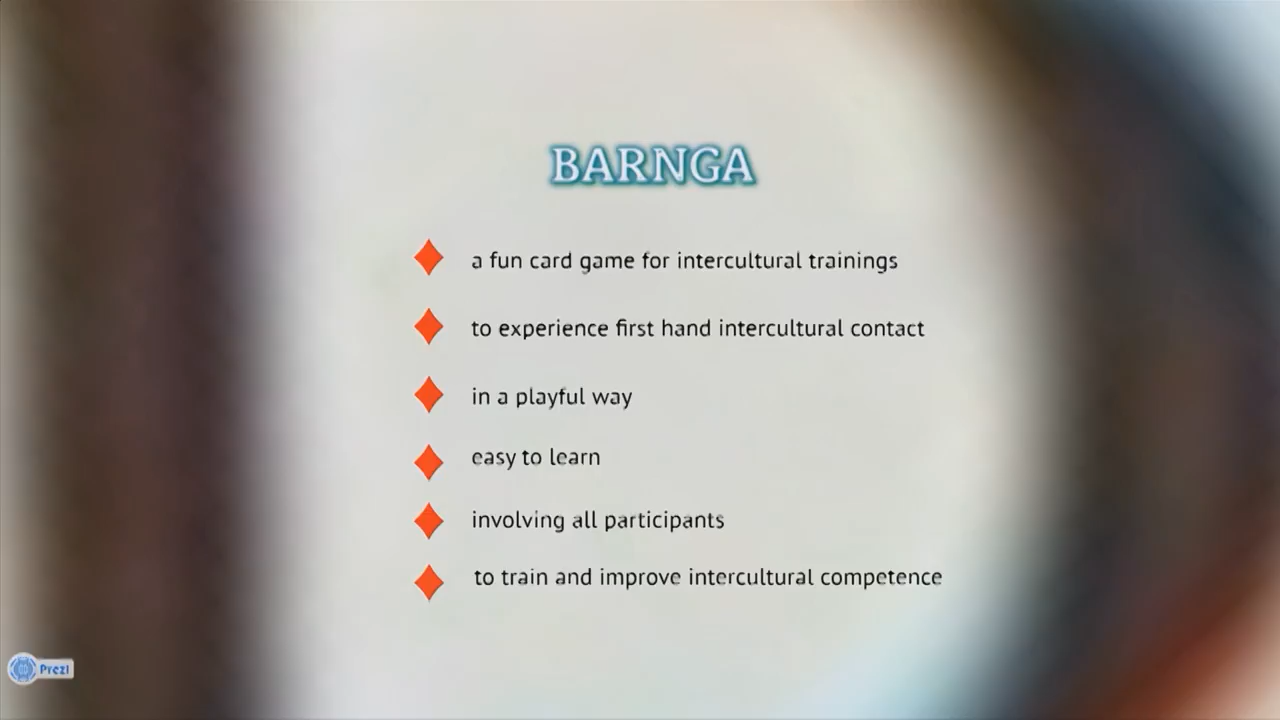 BARNGA
a fun card game for intercultural trainings
to experience first hand intercultural contact
in a playful way
easy to learn
involving all participants
to train and improve intercultural competence
Prezi